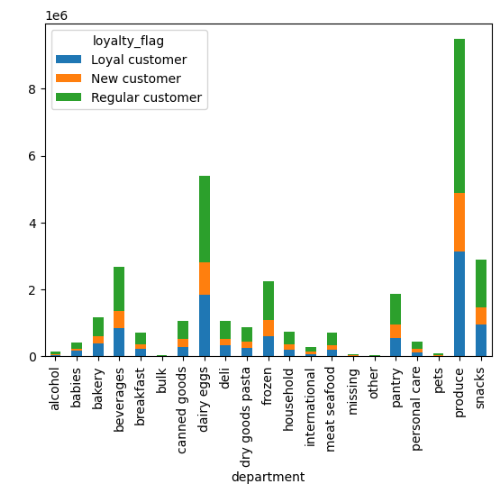 1e6
loyalty_flag
Loyal customer
New customer
Regular customer
8
6
4
2
0
alcohol
babies
bakery
beverages
breakfast
bulk
canned goods
dairy eggs
deli
dry goods pasta
frozen
household
international
meat seafood
missing
other
pantry
personal care
pets
produce
snacks
department